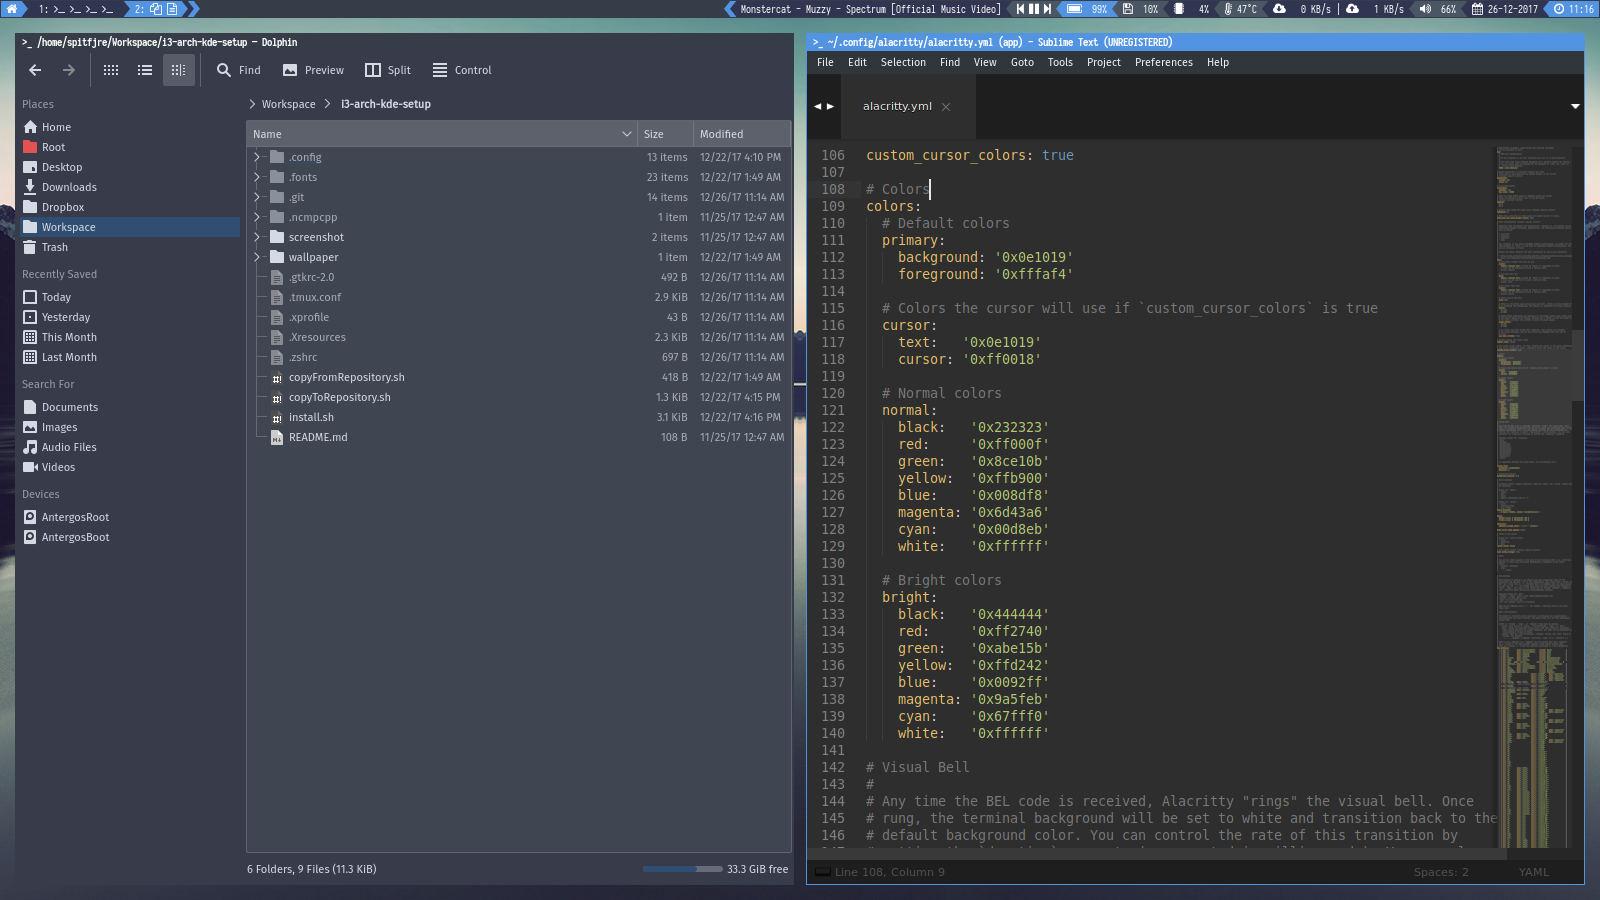 1: >_ >_ >_ >_ 2: Monstercat - Muzzy - Spectrum [Official Music Video] 99% 10% 4% 47°C 0 KB/s | 1 KB/s 66% 26-12-2017 11:16
>_ /home/spitfjre/Workspace/i3-arch-kde-setup — Dolphin
Find Preview Split Control
Places
Home
Root
Desktop
Downloads
Dropbox
Workspace
Trash
Recently Saved
Today
Yesterday
This Month
Last Month
Search For
Documents
Images
Audio Files
Videos
Devices
AntergosRoot
AntergosBoot
Workspace > i3-arch-kde-setup
Name Size Modified
.config 13 items 12/22/17 4:10 PM
.fonts 23 items 12/22/17 1:49 AM
.git 14 items 12/26/17 11:14 AM
.ncmpcpp 1 item 11/25/17 12:47 AM
screenshot 2 items 11/25/17 12:47 AM
wallpaper 1 item 12/22/17 1:49 AM
.gtkrc-2.0 492 B 12/26/17 11:14 AM
.tmux.conf 2.9 KiB 12/26/17 11:14 AM
.xprofile 43 B 12/26/17 11:14 AM
.Xresources 2.3 KiB 12/26/17 11:14 AM
.zshrc 697 B 12/26/17 11:14 AM
copyFromRepository.sh 418 B 12/22/17 1:49 AM
copyToRepository.sh 1.3 KiB 12/22/17 4:15 PM
install.sh 3.1 KiB 12/22/17 4:16 PM
README.md 108 B 11/25/17 12:47 AM
6 Folders, 9 Files (11.3 KiB) 33.3 GiB free
>_ ~/.config/alacritty/alacritty.yml (app) - Sublime Text (UNREGISTERED)
File Edit Selection Find View Goto Tools Project Preferences Help
alacritty.yml
106 custom_cursor_colors: true
107
108 # Colors
109 colors:
110 # Default colors
111 primary:
112 background: '0x0e1019'
113 foreground: '0xfffaf4'
114
115 # Colors the cursor will use if `custom_cursor_colors` is true
116 cursor:
117 text: '0x0e1019'
118 cursor: '0xff0018'
119
120 # Normal colors
121 normal:
122 black: '0x232323'
123 red: '0xff000f'
124 green: '0x8ce10b'
125 yellow: '0xffb900'
126 blue: '0x008df8'
127 magenta: '0x6d43a6'
128 cyan: '0x00d8eb'
129 white: '0xffffff'
130
131 # Bright colors
132 bright:
133 black: '0x444444'
134 red: '0xff2740'
135 green: '0xabe15b'
136 yellow: '0xffd242'
137 blue: '0x0092ff'
138 magenta: '0x9a5feb'
139 cyan: '0x67fff0'
140 white: '0xffffff'
141
142 # Visual Bell
143 #
144 # Any time the BEL code is received, Alacritty "rings" the visual bell. Once
145 # rung, the terminal background will be set to white and transition back to the
146 # default background color. You can control the rate of this transition by
Line 108, Column 9 Spaces: 2 YAML